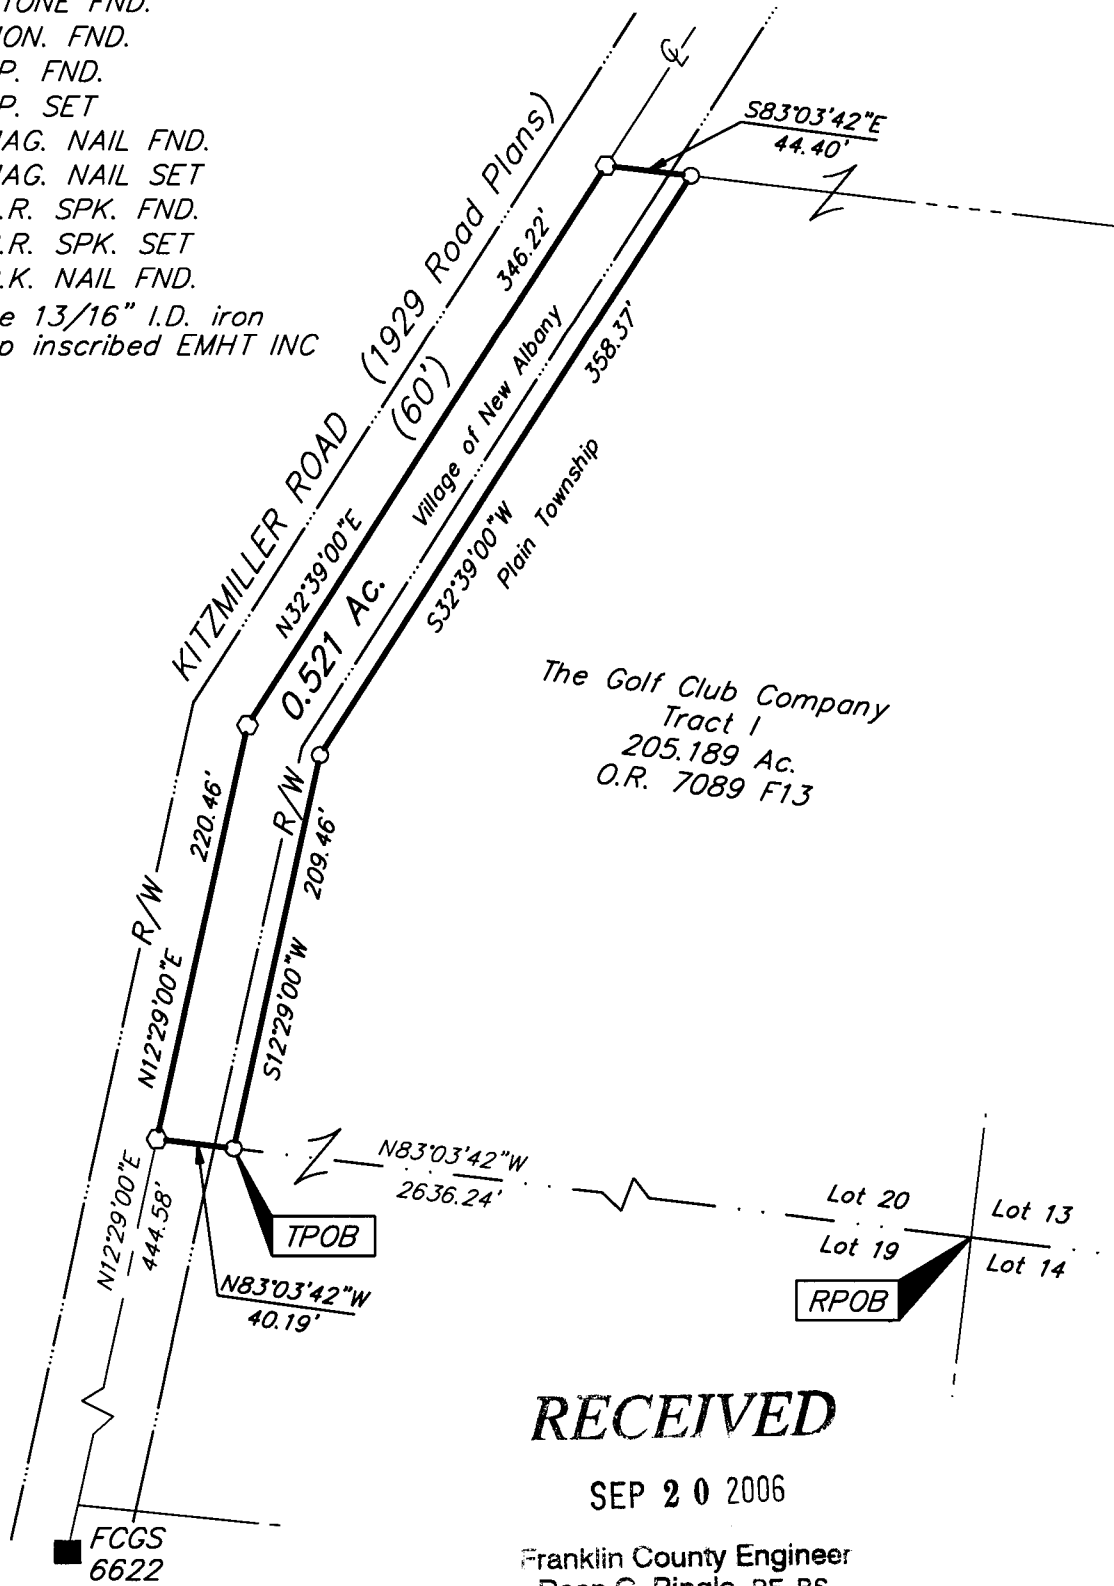 TONE FND.
ON. FND.
P. FND.
P. SET
AG. NAIL FND.
AG. NAIL SET
.R. SPK. FND.
.R. SPK. SET
.K. NAIL FND.
e 13/16" I.D. iron
p inscribed EMHT INC
℄
S83°03'42"E
44.40'
KITZMILLER ROAD (1929 Road Plans)
(60')
346.22'
N32°39'00"E
Village of New Albany
358.37'
S32°39'00"W
Plain Township
0.521 Ac.
The Golf Club Company
Tract I
205.189 Ac.
O.R. 7089 F13
R/W
220.46'
209.46'
R/W
N12°29'00"E
S12°29'00"W
N83°03'42"W
2636.24'
N12°29'00"E
444.58'
TPOB
N83°03'42"W
40.19'
Lot 20
Lot 13
Lot 19
Lot 14
RPOB
RECEIVED
SEP 20 2006
FCGS
6622
Franklin County Engineer
Dean C. Ringle, PE, PS